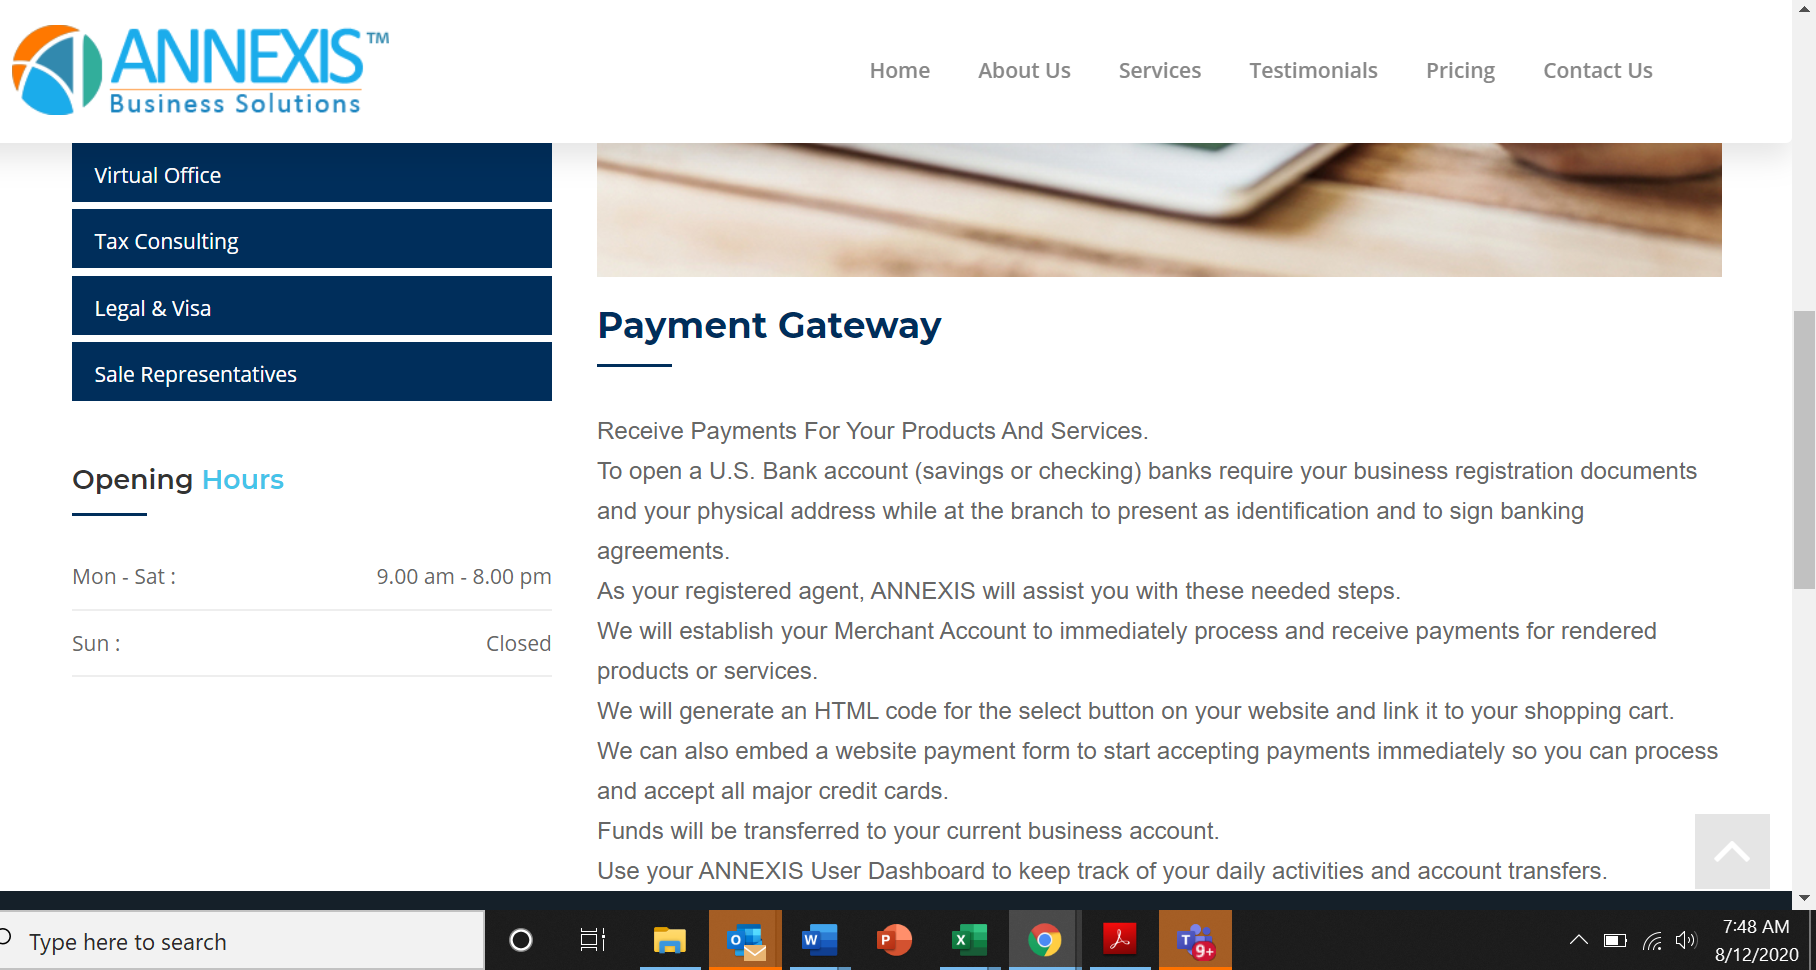 ANNEXIS™
Business Solutions
Home
About Us
Services
Testimonials
Pricing
Contact Us
Virtual Office
Tax Consulting
Legal & Visa
Sale Representatives
Opening Hours
Mon - Sat : 9.00 am - 8.00 pm
Sun : Closed
Payment Gateway
Receive Payments For Your Products And Services.
To open a U.S. Bank account (savings or checking) banks require your business registration documents
and your physical address while at the branch to present as identification and to sign banking
agreements.
As your registered agent, ANNEXIS will assist you with these needed steps.
We will establish your Merchant Account to immediately process and receive payments for rendered
products or services.
We will generate an HTML code for the select button on your website and link it to your shopping cart.
We can also embed a website payment form to start accepting payments immediately so you can process
and accept all major credit cards.
Funds will be transferred to your current business account.
Use your ANNEXIS User Dashboard to keep track of your daily activities and account transfers.
Type here to search
O
W
P
X
T
9+
7:48 AM
8/12/2020